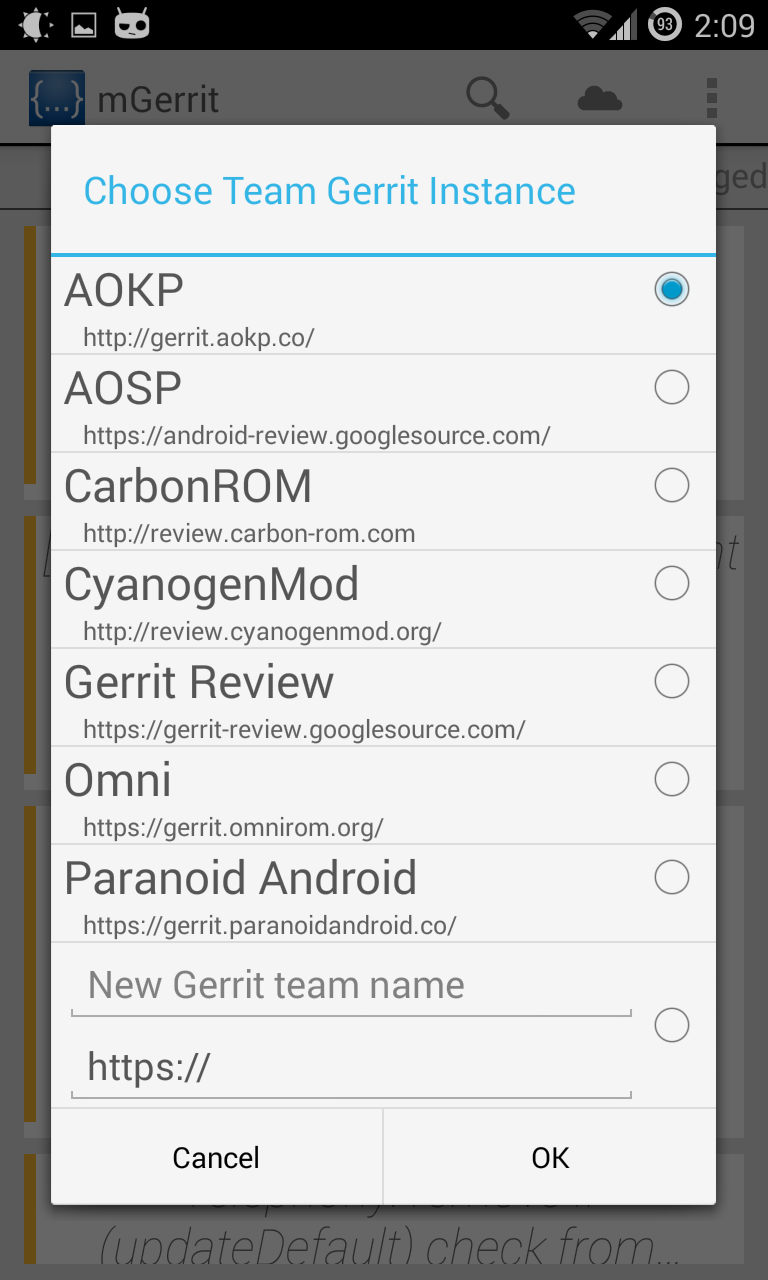 93 2:09
{...} mGerrit
ged
Choose Team Gerrit Instance
AOKP
http://gerrit.aokp.co/
AOSP
https://android-review.googlesource.com/
CarbonROM
http://review.carbon-rom.com
CyanogenMod
http://review.cyanogenmod.org/
Gerrit Review
https://gerrit-review.googlesource.com/
Omni
https://gerrit.omnirom.org/
Paranoid Android
https://gerrit.paranoidandroid.co/
New Gerrit team name
https://
Cancel OK
(updateDefault) check from...